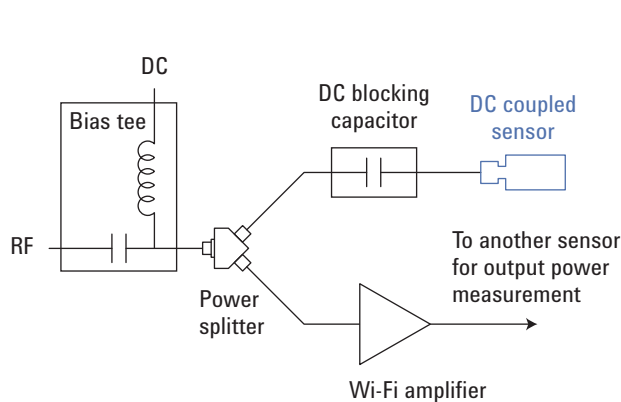 DC
Bias tee
RF
Power
splitter
DC blocking
capacitor
DC coupled
sensor
To another sensor
for output power
measurement
Wi-Fi amplifier